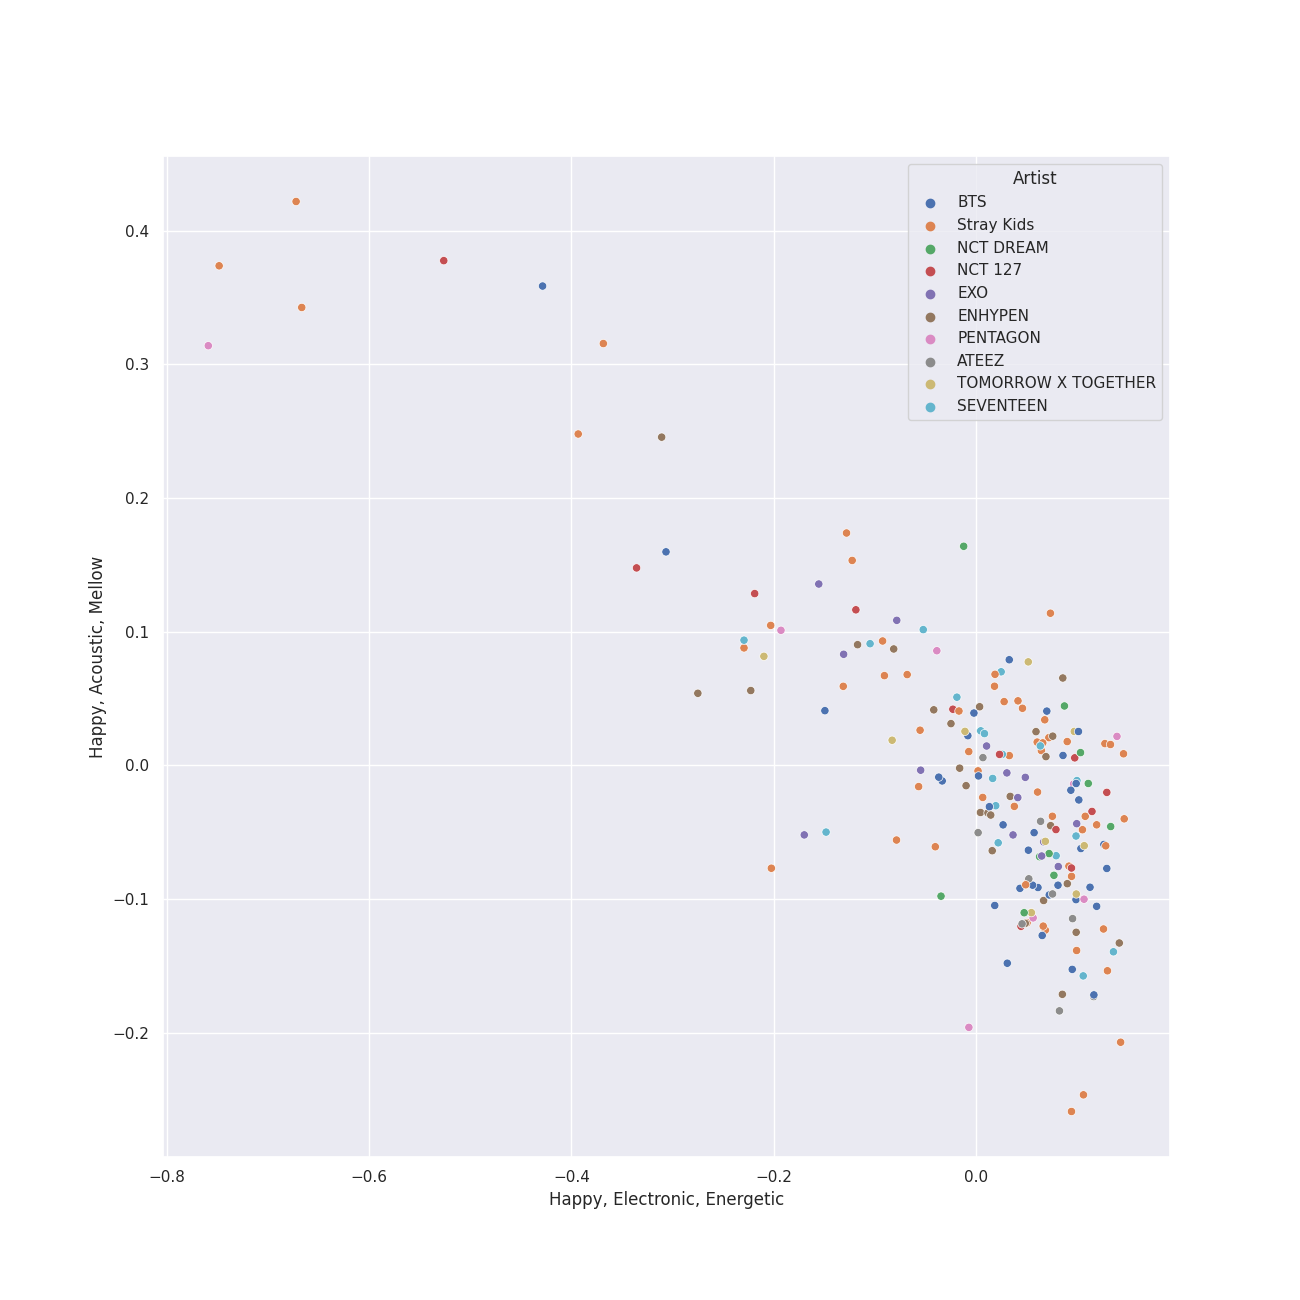 Artist
BTS
Stray Kids
NCT DREAM
NCT 127
EXO
ENHYPEN
PENTAGON
ATEEZ
TOMORROW X TOGETHER
SEVENTEEN
0.4
0.3
0.2
0.1
0.0
−0.1
−0.2
Happy, Acoustic, Mellow
−0.8 −0.6 −0.4 −0.2 0.0
Happy, Electronic, Energetic